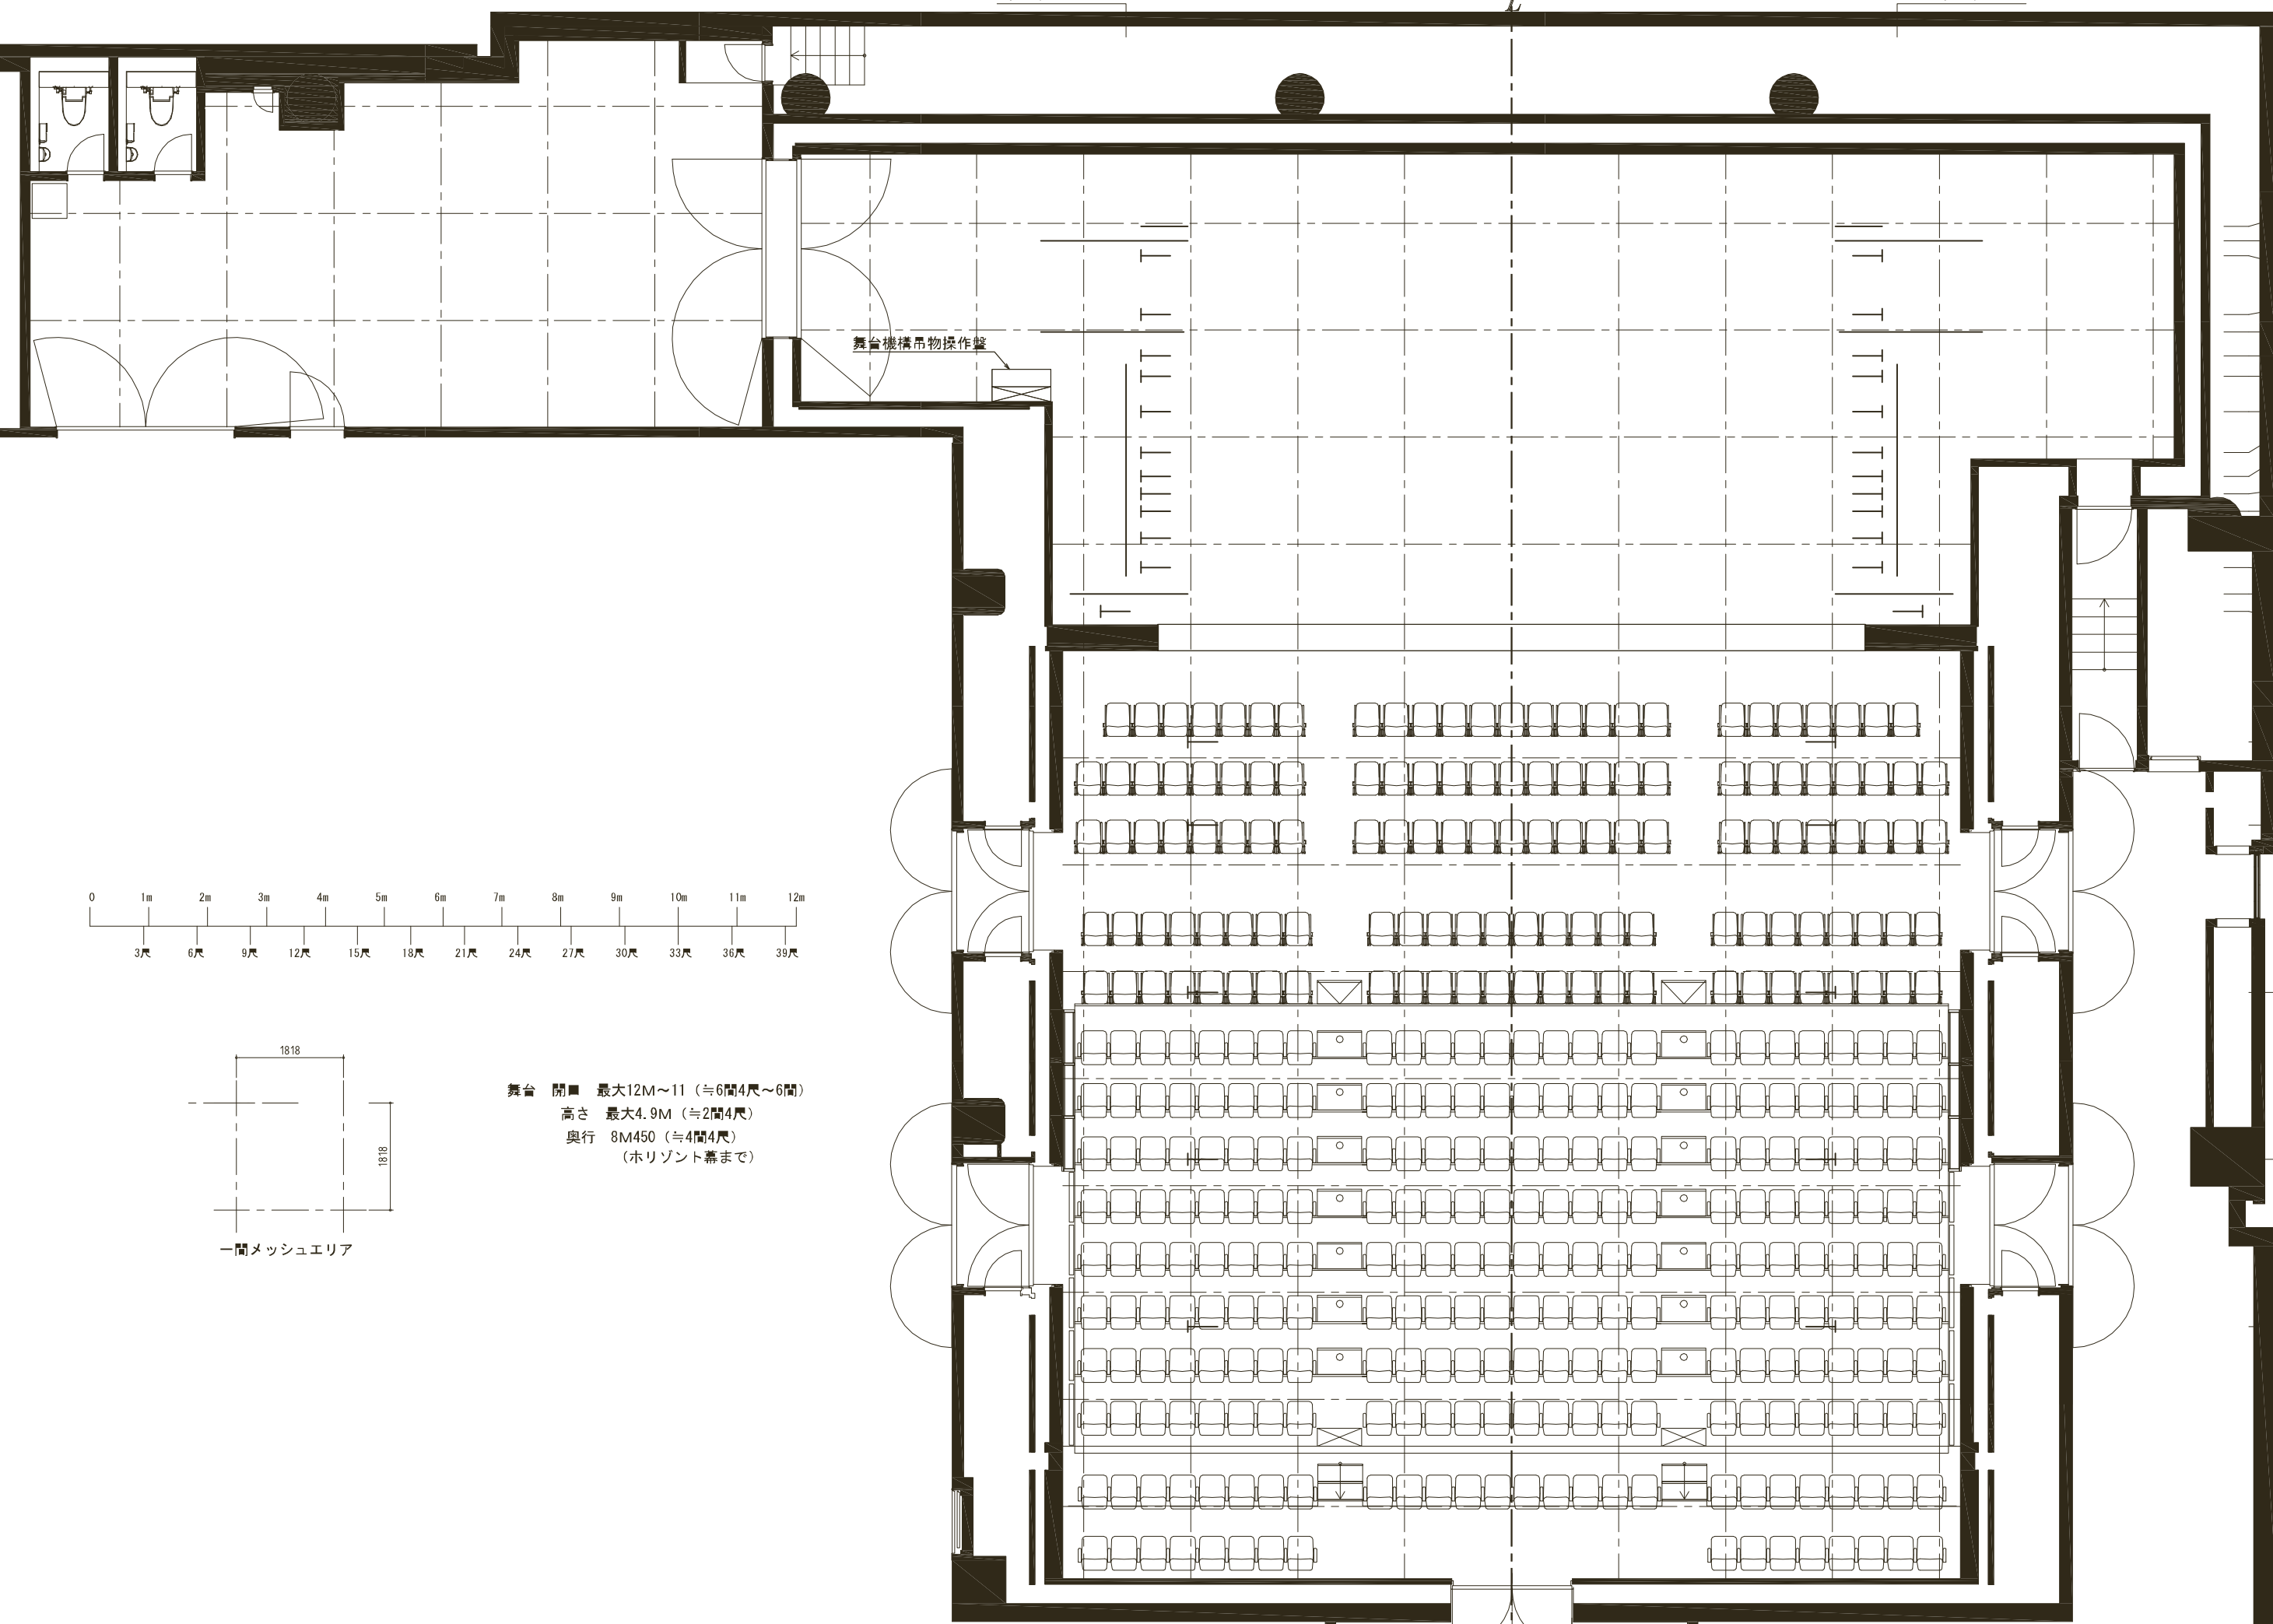 L
舞台機構吊物操作盤
0 1m 2m 3m 4m 5m 6m 7m 8m 9m 10m 11m 12m
3尺 6尺 9尺 12尺 15尺 18尺 21尺 24尺 27尺 30尺 33尺 36尺 39尺
1818
1818
一間メッシュエリア
舞台 開■ 最大12M～11（≒6間4尺～6間）
高さ 最大4.9M（≒2間4尺）
奥行 8M450（≒4間4尺）
（ホリゾント幕まで）